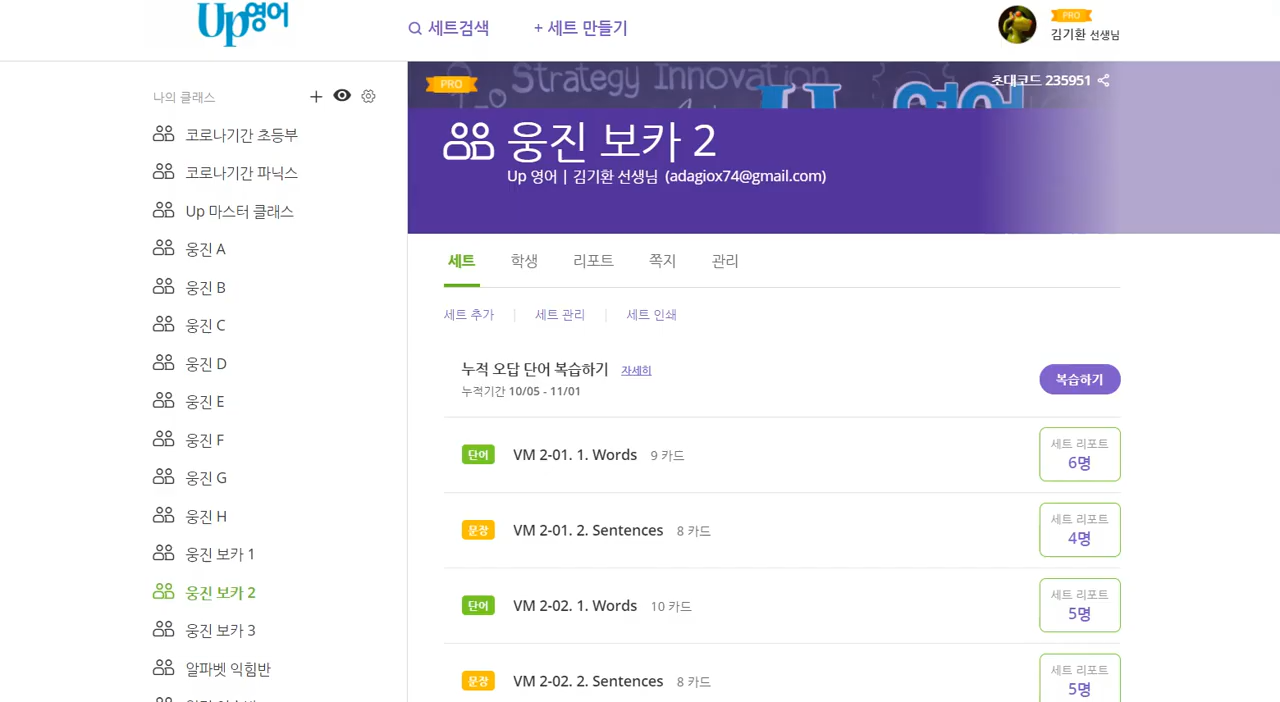 Up영어
세트검색
+ 세트 만들기
PRO
김기환 선생님
나의 클래스
코로나기간 초등부
코로나기간 파닉스
Up 마스터 클래스
웅진 A
웅진 B
웅진 C
웅진 D
웅진 E
웅진 F
웅진 G
웅진 H
웅진 보카 1
웅진 보카 2
웅진 보카 3
알파벳 익힘반
PRO
Strategy Innovation
초대코드 235951
웅진 보카 2
Up 영어 | 김기환 선생님 (adagiox74@gmail.com)
세트 학생 리포트 쪽지 관리
세트 추가 | 세트 관리 | 세트 인쇄
누적 오답 단어 복습하기 자세히
누적기간 10/05 - 11/01
복습하기
단어 VM 2-01. 1. Words 9 카드
세트 리포트
6명
문장 VM 2-01. 2. Sentences 8 카드
세트 리포트
4명
단어 VM 2-02. 1. Words 10 카드
세트 리포트
5명
문장 VM 2-02. 2. Sentences 8 카드
세트 리포트
5명